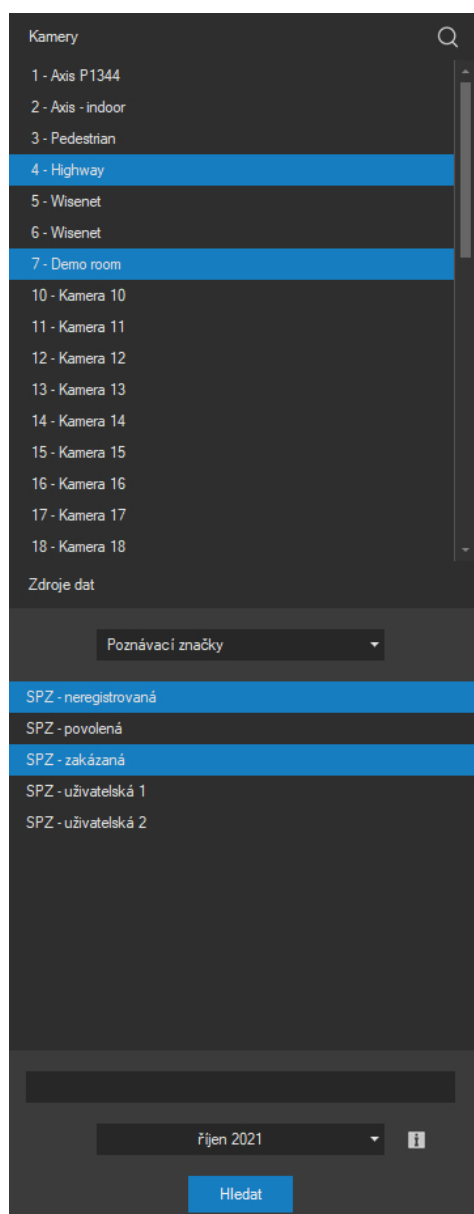 Kamery
1 - Axis P1344
2 - Axis - indoor
3 - Pedestrian
4 - Highway
5 - Wisenet
6 - Wisenet
7 - Demo room
10 - Kamera 10
11 - Kamera 11
12 - Kamera 12
13 - Kamera 13
14 - Kamera 14
15 - Kamera 15
16 - Kamera 16
17 - Kamera 17
18 - Kamera 18
Zdroje dat
Poznávací značky
SPZ - neregistrovaná
SPZ - povolená
SPZ - zakázaná
SPZ - uživatelská 1
SPZ - uživatelská 2
říjen 2021
Hledat